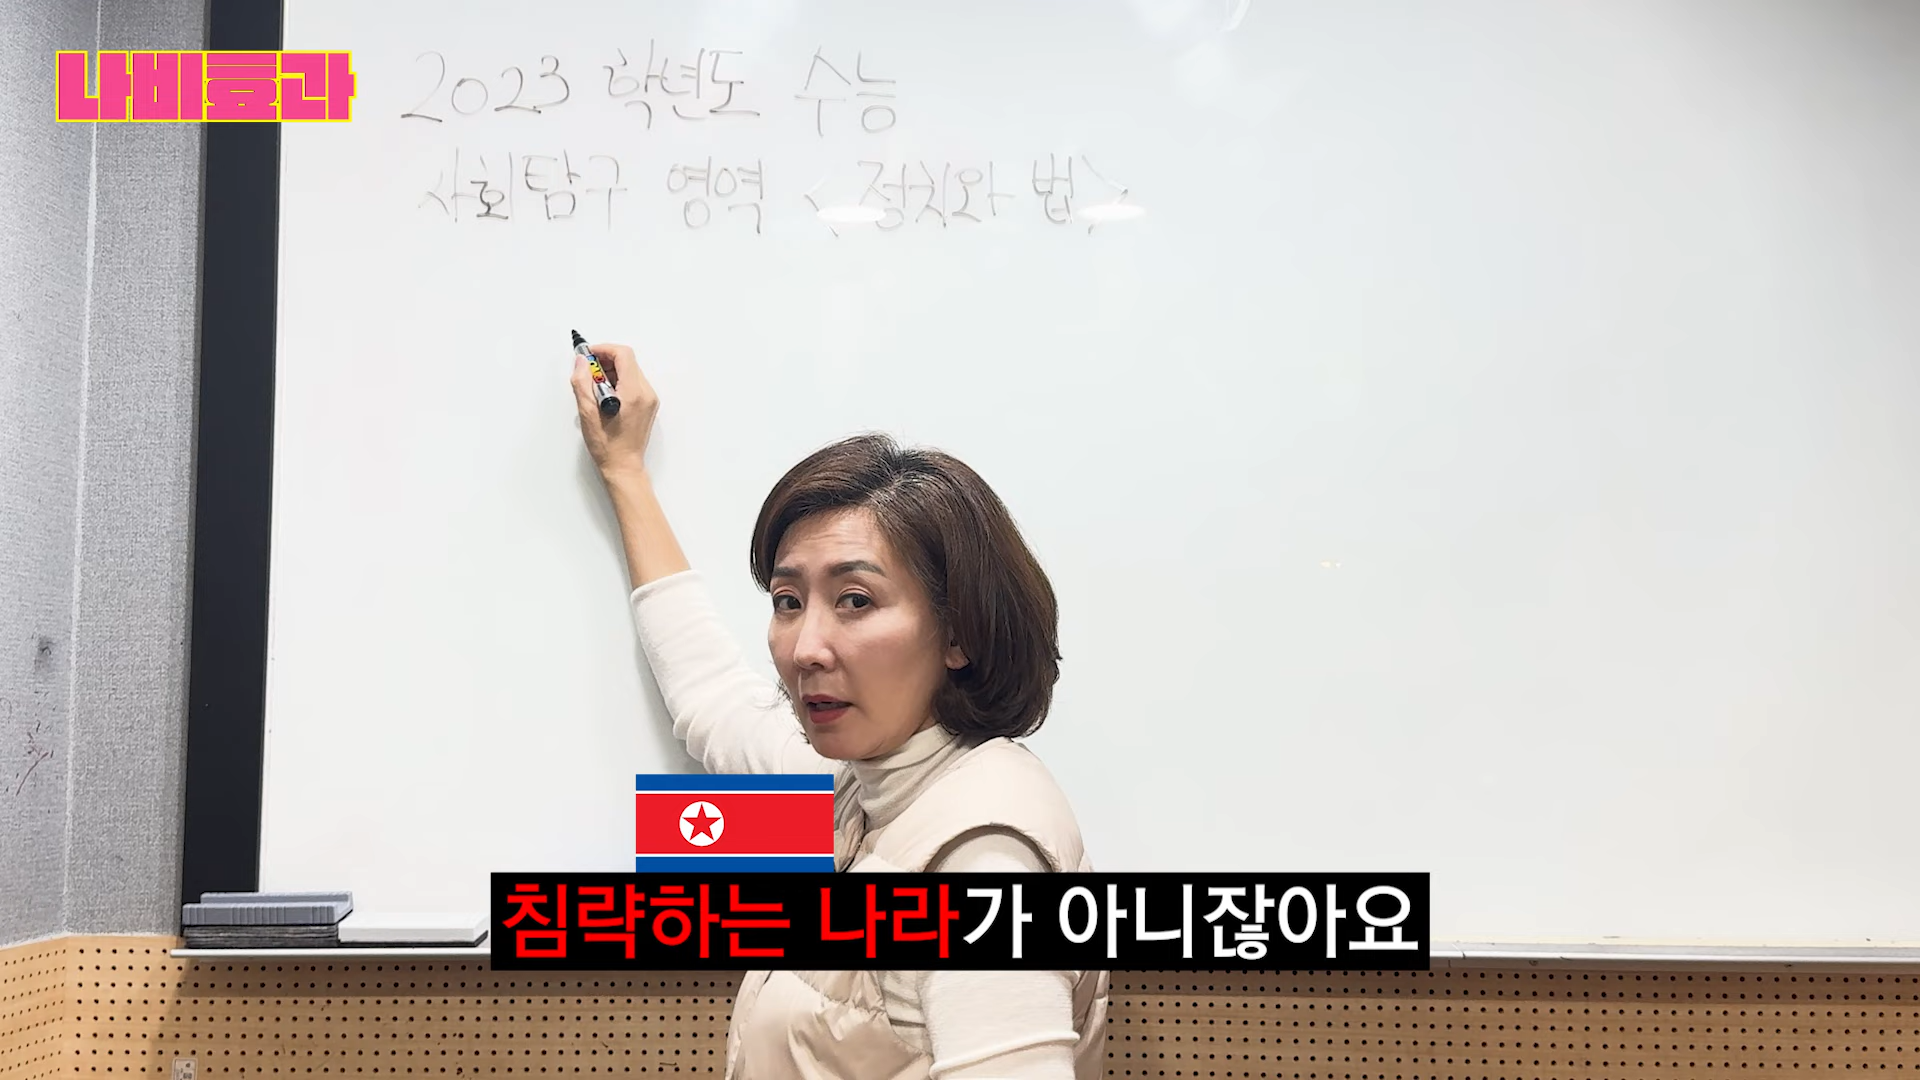 나비효과
2023 학년도 수능
사회탐구 영역 <정치와 법>
침략하는 나라가 아니잖아요